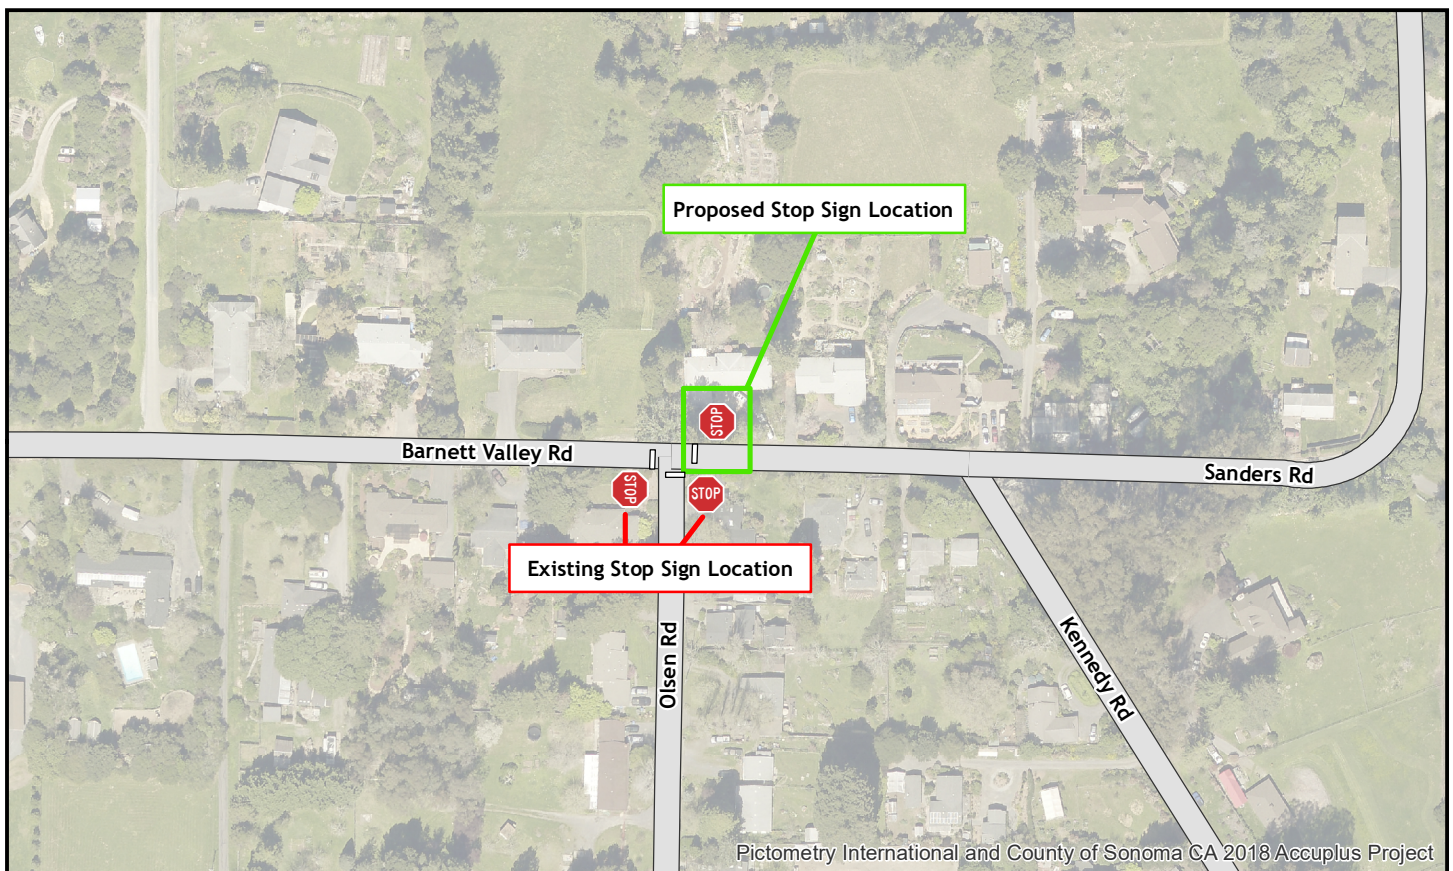 Proposed Stop Sign Location
STOP
Barnett Valley Rd
Sanders Rd
STOP
STOP
Existing Stop Sign Location
Olsen Rd
Kennedy Rd
Pictometry International and County of Sonoma CA 2018 Accuplus Project